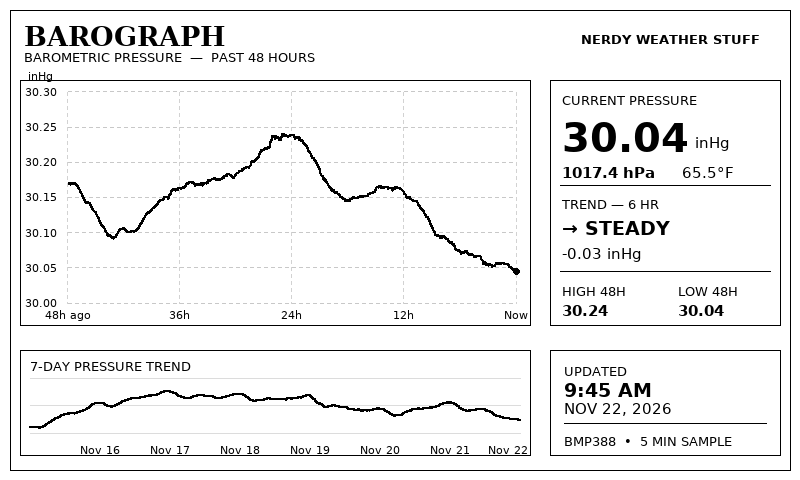 BAROGRAPH
BAROMETRIC PRESSURE — PAST 48 HOURS
NERDY WEATHER STUFF
inHg
30.30
30.25
30.20
30.15
30.10
30.05
30.00
48h ago 36h 24h 12h Now
CURRENT PRESSURE
30.04 inHg
1017.4 hPa 65.5°F
TREND — 6 HR
→ STEADY
-0.03 inHg
HIGH 48H LOW 48H
30.24 30.04
7-DAY PRESSURE TREND
Nov 16 Nov 17 Nov 18 Nov 19 Nov 20 Nov 21 Nov 22
UPDATED
9:45 AM
NOV 22, 2026
BMP388 • 5 MIN SAMPLE